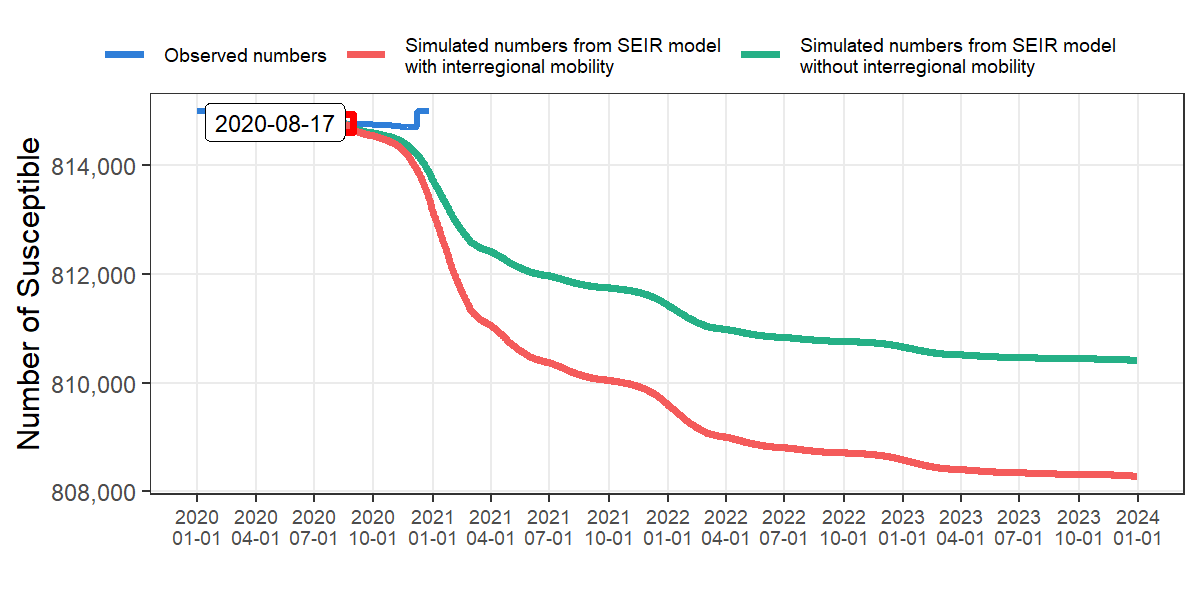 Observed numbers
Simulated numbers from SEIR model
with interregional mobility
Simulated numbers from SEIR model
without interregional mobility
2020-08-17
Number of Susceptible
814,000
812,000
810,000
808,000
2020 2020 2020 2020 2021 2021 2021 2021 2022 2022 2022 2022 2023 2023 2023 2023 2024
01-01 04-01 07-01 10-01 01-01 04-01 07-01 10-01 01-01 04-01 07-01 10-01 01-01 04-01 07-01 10-01 01-01